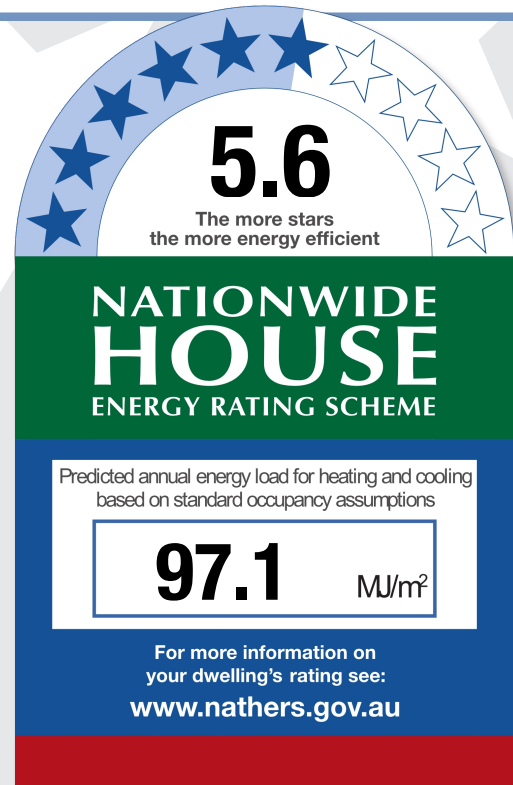 5.6
The more stars
the more energy efficient
NATIONWIDE
HOUSE
ENERGY RATING SCHEME
Predicted annual energy load for heating and cooling
based on standard occupancy assumptions
97.1 MJ/m²
For more information on
your dwelling's rating see:
www.nathers.gov.au